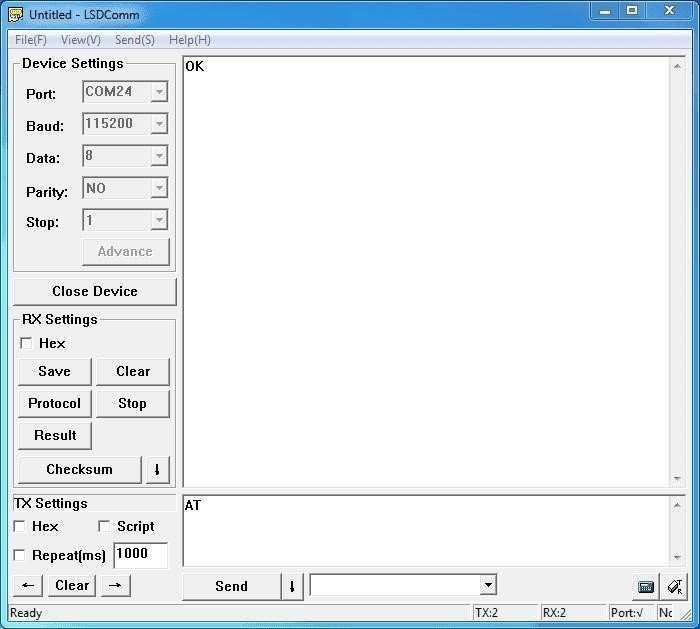 Untitled - LSDComm
File(F) View(V) Send(S) Help(H)
Device Settings
Port: COM24
Baud: 115200
Data: 8
Parity: NO
Stop: 1
Advance
Close Device
RX Settings
Hex
Save Clear
Protocol Stop
Result
Checksum
OK
TX Settings
Hex Script
Repeat(ms) 1000
← Clear →
AT
Send
Ready TX:2 RX:2 Port:√ Nc